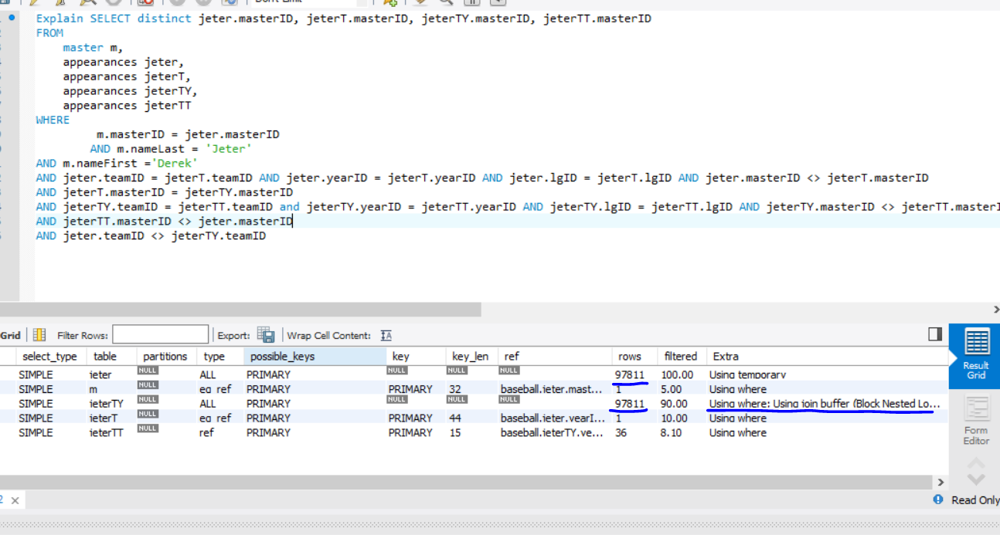 Don't Limit
Explain SELECT distinct jeter.masterID, jeterT.masterID, jeterTY.masterID, jeterTT.masterID
FROM
master m,
appearances jeter,
appearances jeterT,
appearances jeterTY,
appearances jeterTT
WHERE
m.masterID = jeter.masterID
AND m.nameLast = 'Jeter'
AND m.nameFirst ='Derek'
AND jeter.teamID = jeterT.teamID AND jeter.yearID = jeterT.yearID AND jeter.lgID = jeterT.lgID AND jeter.masterID <> jeterT.masterID
AND jeterT.masterID = jeterTY.masterID
AND jeterTY.teamID = jeterTT.teamID and jeterTY.yearID = jeterTT.yearID AND jeterTY.lgID = jeterTT.lgID AND jeterTY.masterID <> jeterTT.masterI
AND jeterTT.masterID <> jeter.masterID
AND jeter.teamID <> jeterTY.teamID
Grid Filter Rows: Export: Wrap Cell Content: IA
select_type table partitions type possible_keys key key_len ref rows filtered Extra
SIMPLE jeter NULL ALL PRIMARY NULL NULL NULL 97811 100.00 Using temporary
SIMPLE m NULL eq_ref PRIMARY PRIMARY 32 baseball.jeter.mast... 1 5.00 Using where
SIMPLE jeterTY NULL ALL PRIMARY NULL NULL NULL 97811 90.00 Using where; Using join buffer (Block Nested Lo...
SIMPLE jeterT NULL eq_ref PRIMARY PRIMARY 44 baseball.jeter.yearI... 1 10.00 Using where
SIMPLE jeterTT NULL ref PRIMARY PRIMARY 15 baseball.jeterTY.ye... 36 8.10 Using where
Result
Grid
Form
Editor
2 Read Only